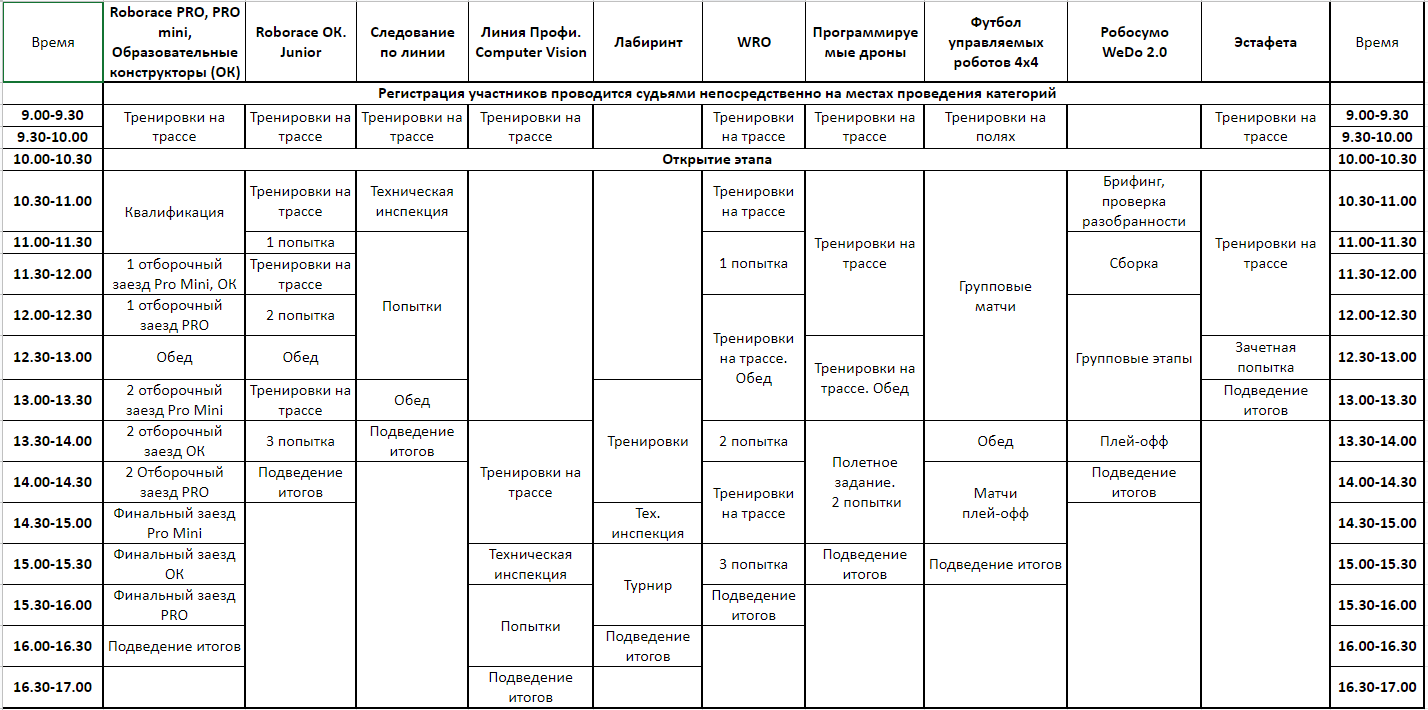 Время
Roborace PRO, PRO
mini,
Образовательные
конструкторы (ОК)
Roborace ОК.
Junior
Следование
по линии
Линия Профи.
Computer Vision
Лабиринт
WRO
Программируе
мые дроны
Футбол
управляемых
роботов 4x4
Робосумо
WeDo 2.0
Эстафета
Время
Регистрация участников проводится судьями непосредственно на местах проведения категорий
9.00-9.30
9.30-10.00
Тренировки на
трассе
Тренировки на
трассе
Тренировки на
трассе
Тренировки на
трассе
Тренировки
на трассе
Тренировки на
трассе
Тренировки на
полях
Тренировки на
трассе
9.00-9.30
9.30-10.00
10.00-10.30
Открытие этапа
10.00-10.30
10.30-11.00
Квалификация
Тренировки на
трассе
Техническая
инспекция
Тренировки
на трассе
Тренировки на
трассе
Групповые
матчи
Брифинг,
проверка
разобранности
Тренировки на
трассе
10.30-11.00
11.00-11.30
1 попытка
Попытки
1 попытка
Сборка
11.00-11.30
11.30-12.00
1 отборочный
заезд Pro Mini, ОК
Тренировки на
трассе
11.30-12.00
12.00-12.30
1 отборочный
заезд PRO
2 попытка
Тренировки
на трассе.
Обед
Групповые этапы
12.00-12.30
12.30-13.00
Обед
Обед
Тренировки на
трассе. Обед
Зачетная
попытка
12.30-13.00
13.00-13.30
2 отборочный
заезд Pro Mini
Тренировки на
трассе
Обед
Тренировки
Подведение
итогов
13.00-13.30
13.30-14.00
2 отборочный
заезд ОК
3 попытка
Подведение
итогов
Тренировки на
трассе
2 попытка
Полетное
задание.
2 попытки
Обед
Плей-офф
13.30-14.00
14.00-14.30
2 Отборочный
заезд PRO
Подведение
итогов
Тренировки
на трассе
Матчи
плей-офф
Подведение
итогов
14.00-14.30
14.30-15.00
Финальный заезд
Pro Mini
Тех.
инспекция
14.30-15.00
15.00-15.30
Финальный заезд
ОК
Техническая
инспекция
Турнир
3 попытка
Подведение
итогов
Подведение итогов
15.00-15.30
15.30-16.00
Финальный заезд
PRO
Попытки
Подведение
итогов
15.30-16.00
16.00-16.30
Подведение итогов
Подведение
итогов
16.00-16.30
16.30-17.00
Подведение
итогов
16.30-17.00